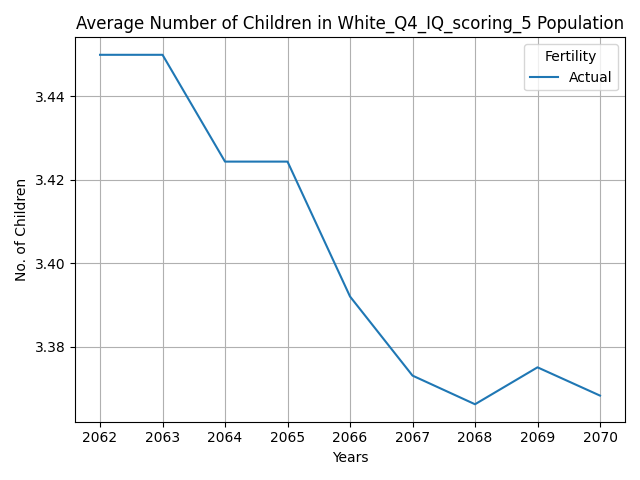 Average Number of Children in White_Q4_IQ_scoring_5 Population
Fertility
Actual
No. of Children
3.44
3.42
3.40
3.38
2062 2063 2064 2065 2066 2067 2068 2069 2070
Years